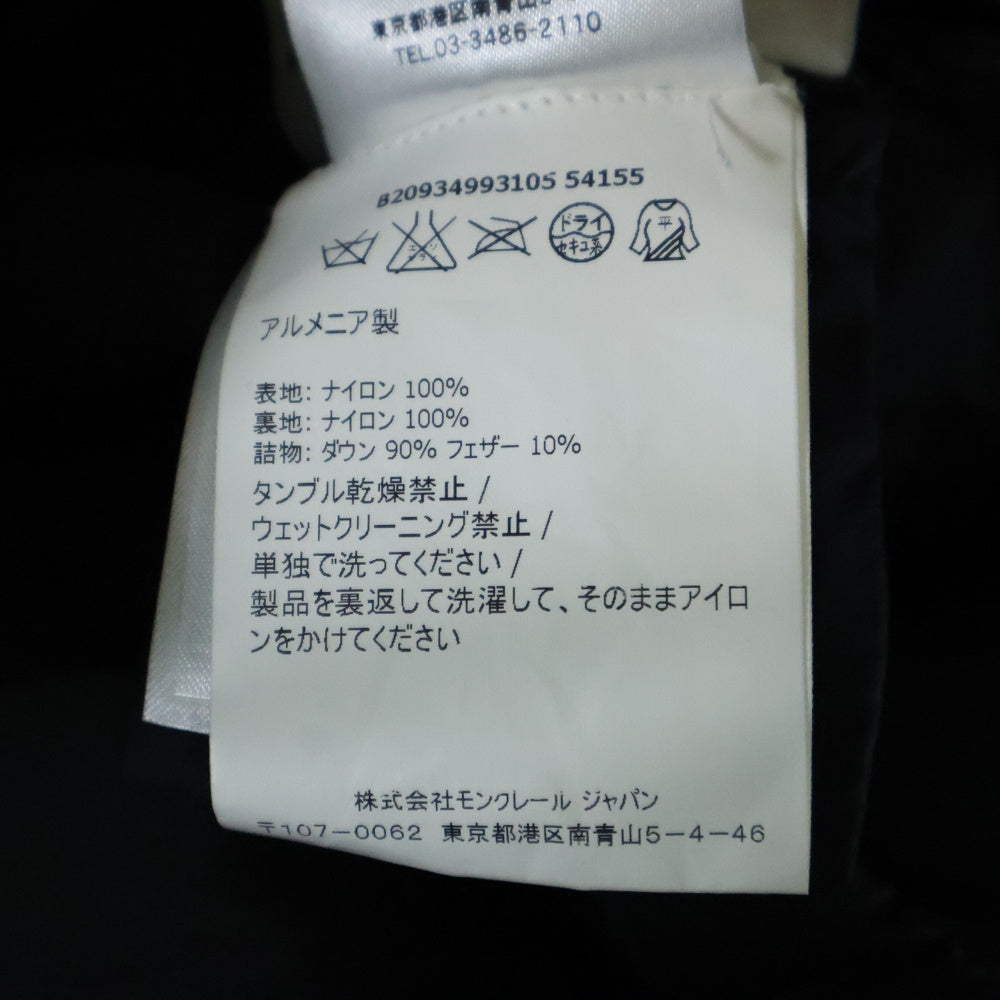 東京都港区南青山5-
TEL.03-3486-2110
B20934993105 54155
エンソ
サラシ
ドライ
セキユ系
平
アルメニア製
表地: ナイロン 100%
裏地: ナイロン 100%
詰物: ダウン 90% フェザー 10%
タンブル乾燥禁止 /
ウェットクリーニング禁止 /
単独で洗ってください /
製品を裏返して洗濯して、そのままアイロ
ンをかけてください
株式会社モンクレール ジャパン
〒107-0062 東京都港区南青山5-4-46